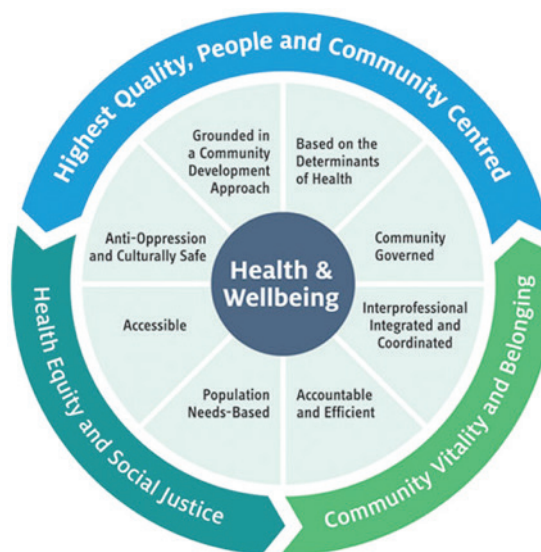 Highest Quality, People and Community Centred
Grounded in
a Community
Development
Approach
Based on the
Determinants
of Health
Anti-Oppression
and Culturally Safe
Community
Governed
Health &
Wellbeing
Accessible
Interprofessional
Integrated and
Coordinated
Population
Needs-Based
Accountable
and Efficient
Health Equity and Social Justice
Community Vitality and Belonging